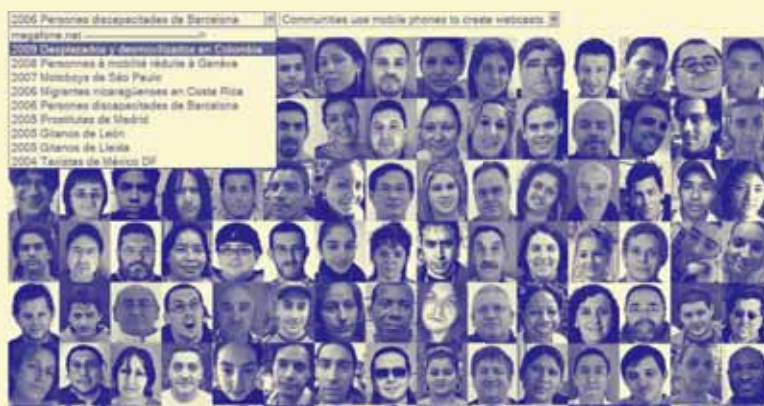 2006 Persones discapacitades de Barcelona
Communities use mobile phones to create webcasts
megafone.net ------------------------------>
2009 Desplazados y desmovilizados en Colombia
2008 Personnes à mobilité réduite à Genève
2007 Motoboys de São Paulo
2006 Migrantes nicaragüenses en Costa Rica
2006 Persones discapacitades de Barcelona
2005 Prostitutas de Madrid
2005 Gitanos de León
2005 Gitanos de Lleida
2004 Taxistas de México DF